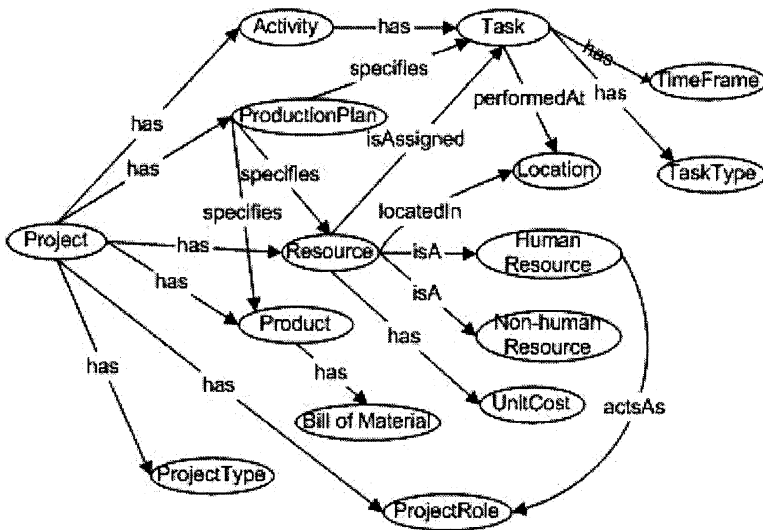 Activity
has
Task
has
TimeFrame
specifies
has
ProductionPlan
performedAt
has
isAssigned
has
specifies
Location
TaskType
specifies
locatedIn
Project
has
Resource
isA
Human
Resource
has
isA
Product
has
Non-human
Resource
has
has
has
UnitCost
actsAs
Bill of Material
ProjectType
ProjectRole